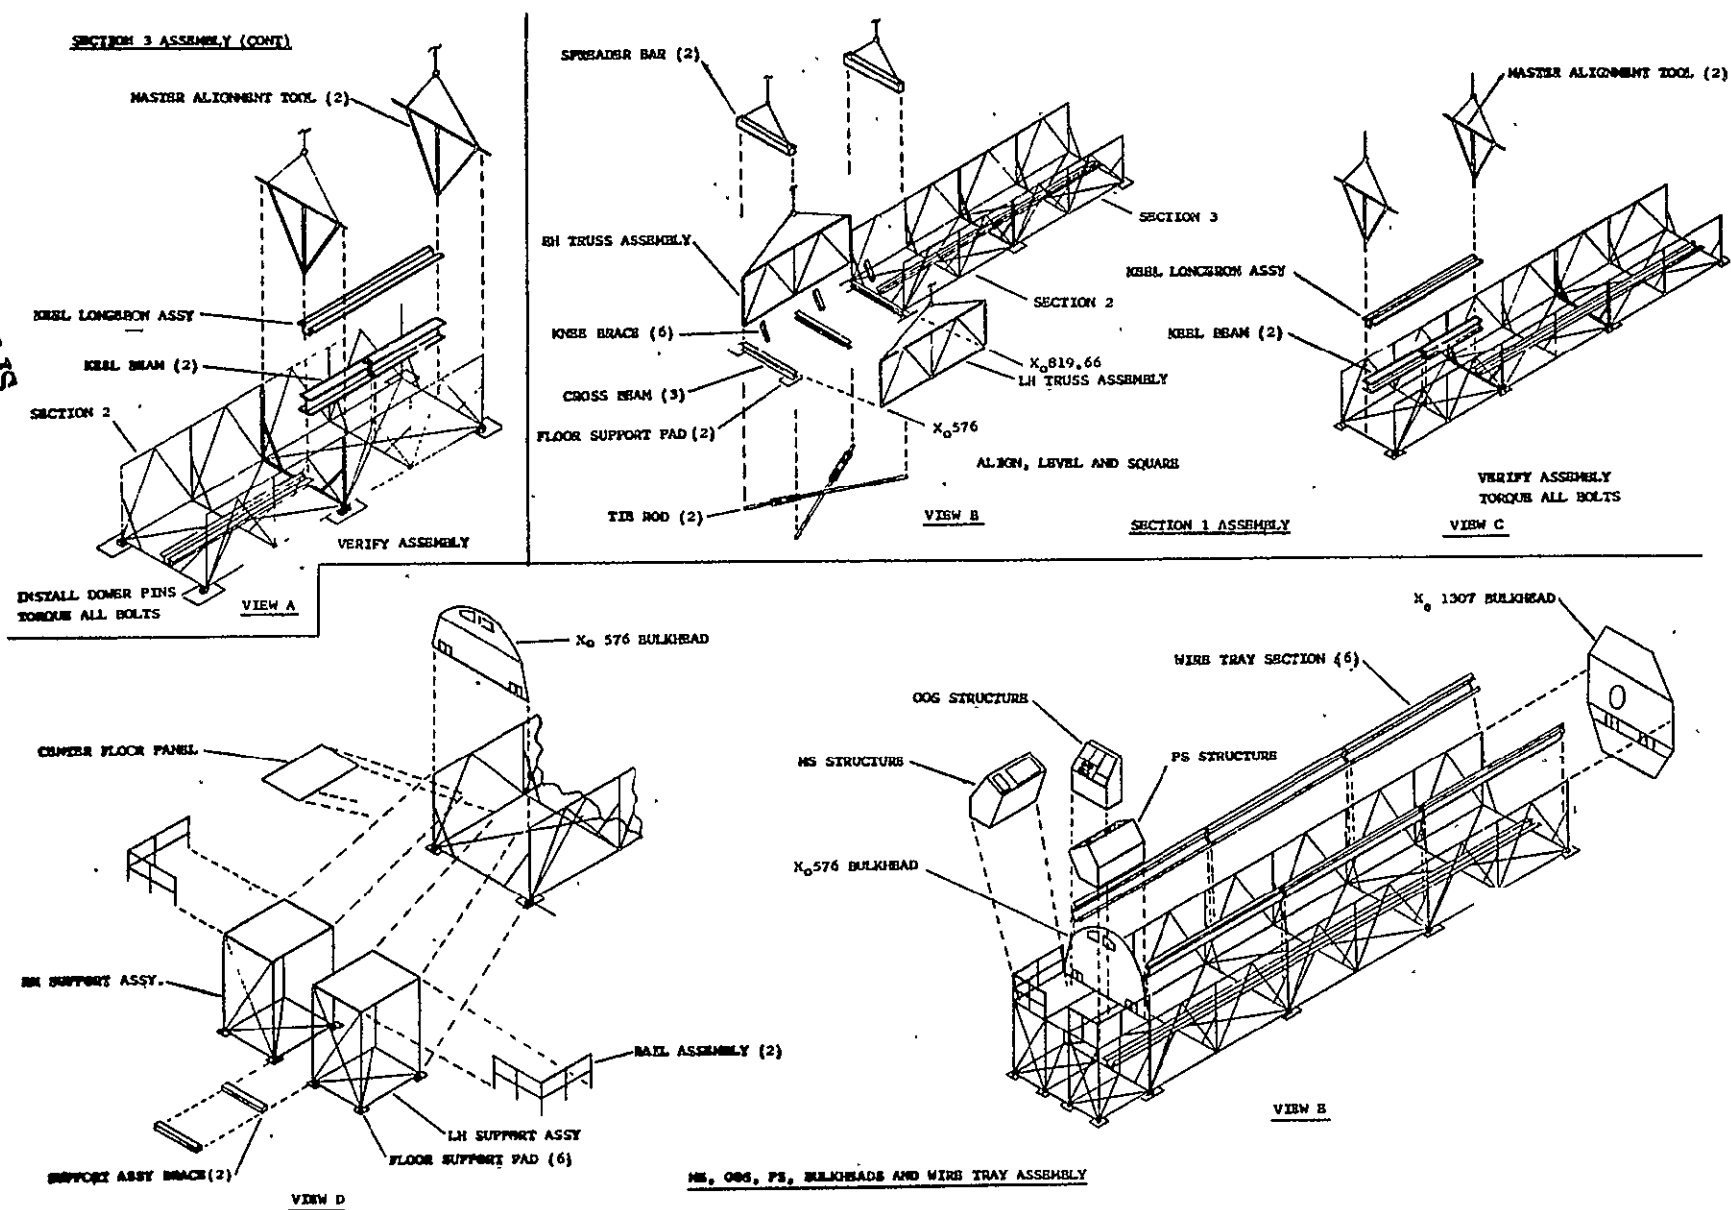 SECTION 3 ASSEMBLY (CONT)
MASTER ALIGNMENT TOOL (2)
KEEL LONGERON ASSY
KEEL BEAM (2)
SECTION 2
VERIFY ASSEMBLY
INSTALL DOWER PINS
TORQUE ALL BOLTS
VIEW A
SPREADER BAR (2)
RH TRUSS ASSEMBLY
SECTION 3
SECTION 2
KNEE BRACE (6)
X₀819.66
LH TRUSS ASSEMBLY
CROSS BEAM (3)
X₀576
FLOOR SUPPORT PAD (2)
ALIGN, LEVEL AND SQUARE
TIE ROD (2)
VIEW B
SECTION 1 ASSEMBLY
MASTER ALIGNMENT TOOL (2)
KEEL LONGERON ASSY
KEEL BEAM (2)
VERIFY ASSEMBLY
TORQUE ALL BOLTS
VIEW C
X₀ 576 BULKHEAD
CENTER FLOOR PANEL
RH SUPPORT ASSY.
RAIL ASSEMBLY (2)
LH SUPPORT ASSY
FLOOR SUPPORT PAD (6)
SUPPORT ASSY BRACE(2)
VIEW D
X₀ 1307 BULKHEAD
WIRE TRAY SECTION (6)
OOS STRUCTURE
MS STRUCTURE
PS STRUCTURE
X₀576 BULKHEAD
VIEW E
MS, OOS, PS, BULKHEADS AND WIRE TRAY ASSEMBLY